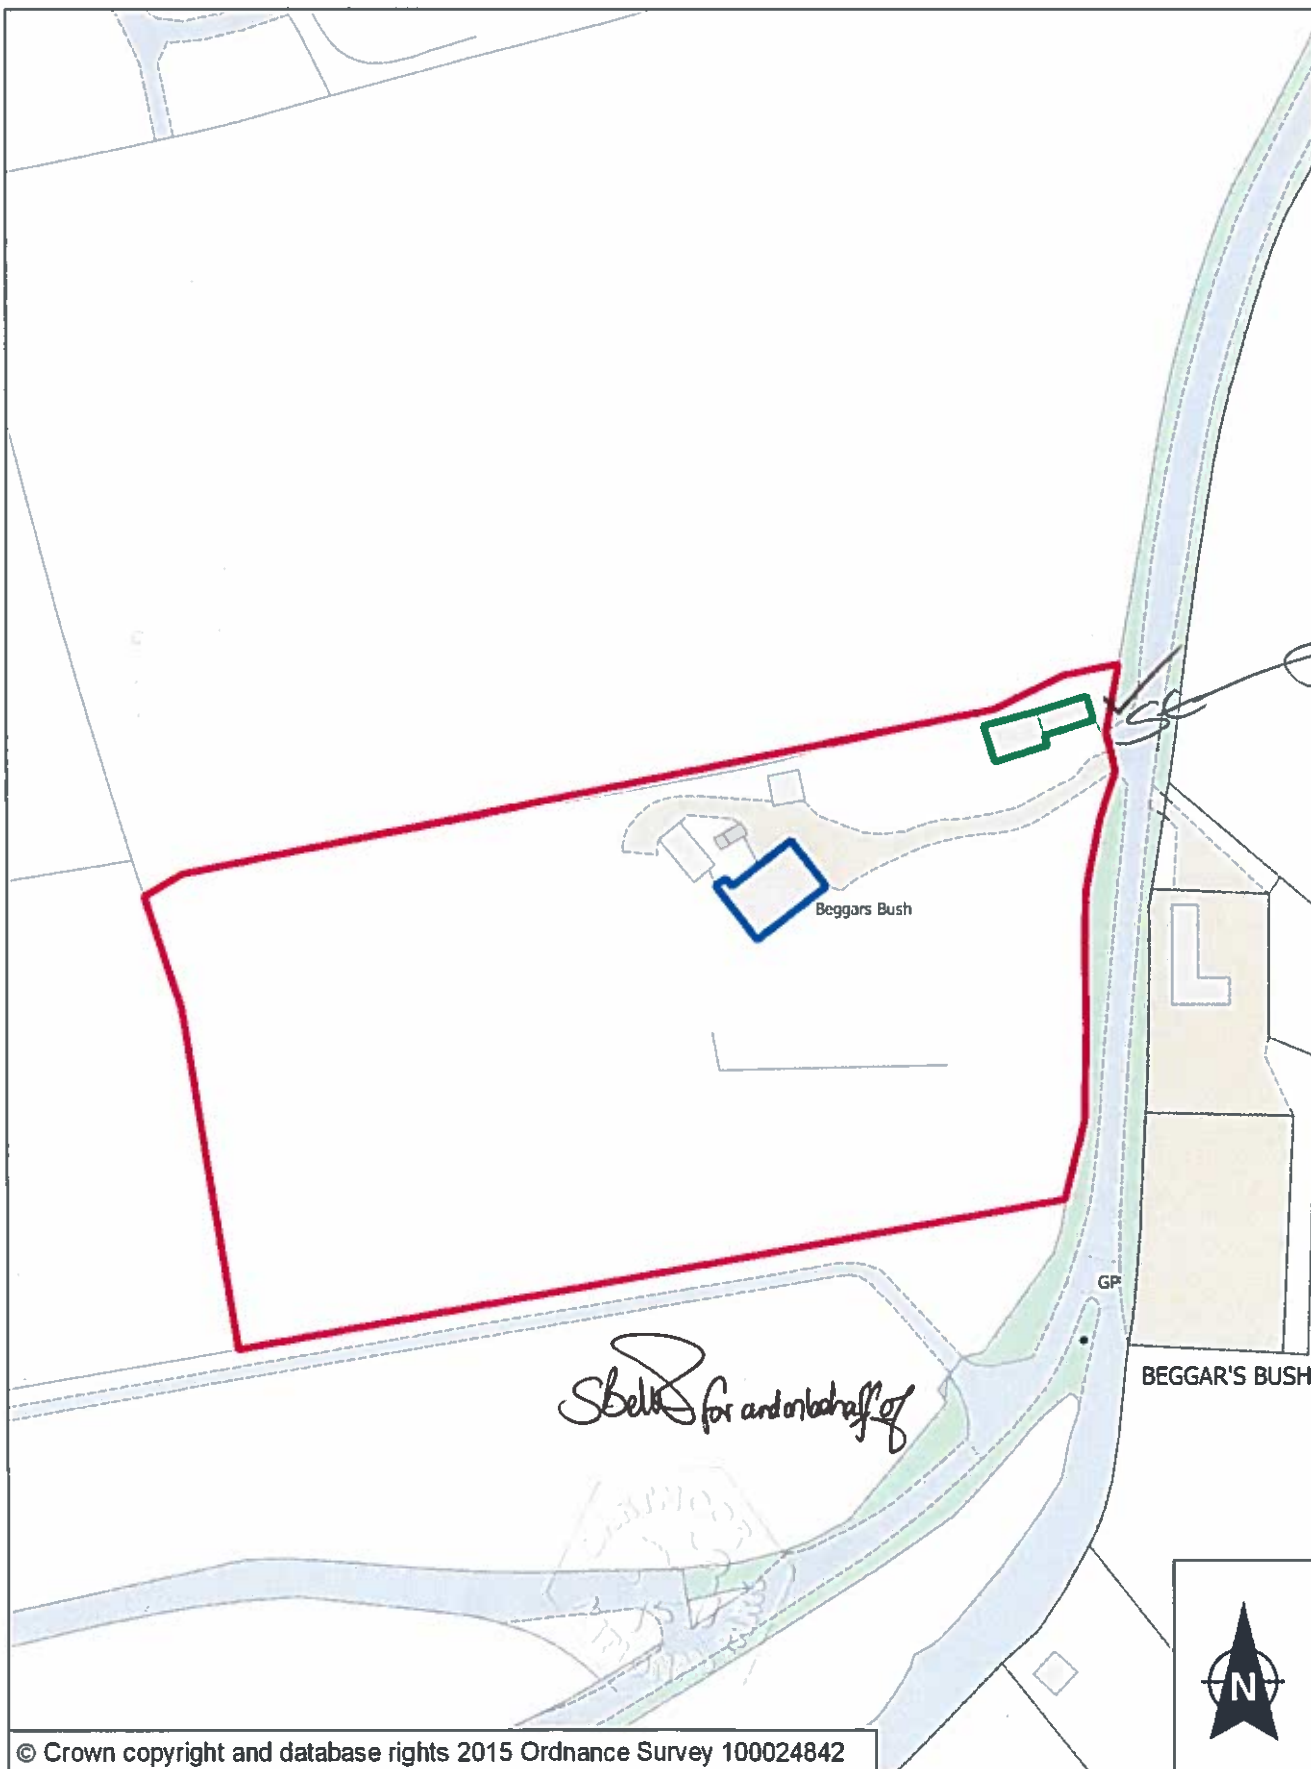 Beggars Bush
GP
BEGGAR'S BUSH
for and on behalf of
N
© Crown copyright and database rights 2015 Ordnance Survey 100024842